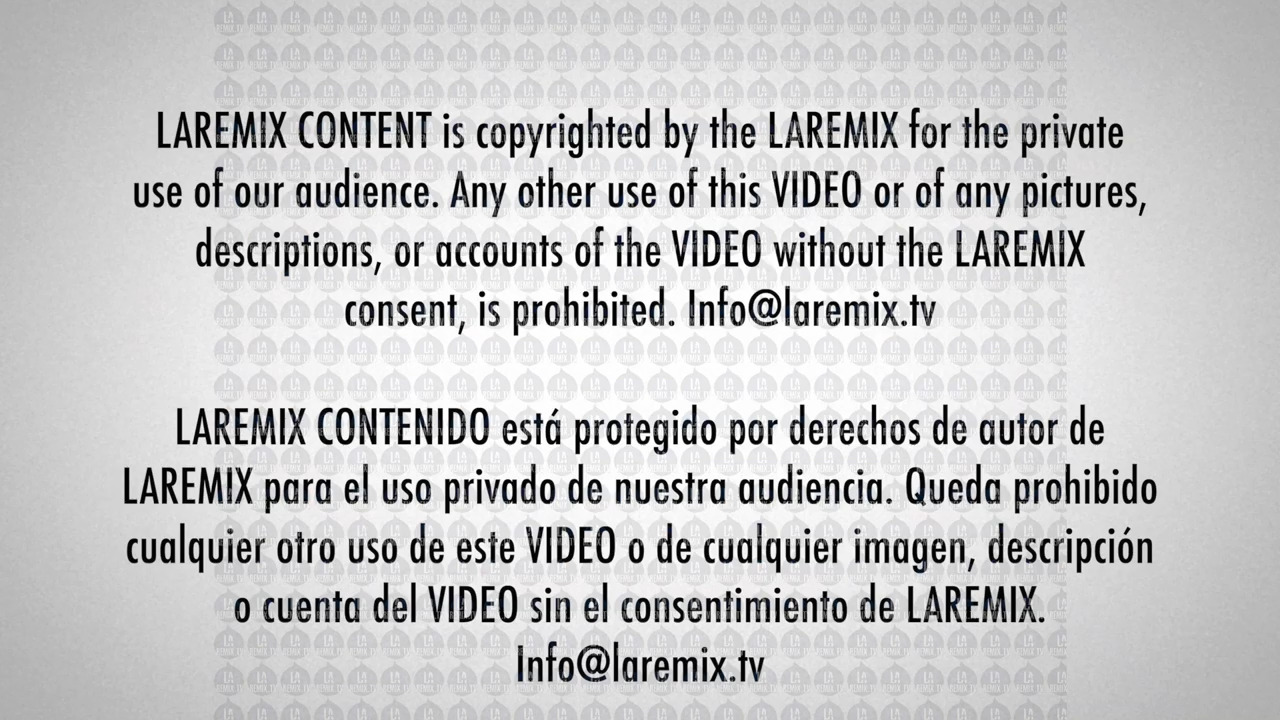 LAREMIX CONTENT is copyrighted by the LAREMIX for the private
use of our audience. Any other use of this VIDEO or of any pictures,
descriptions, or accounts of the VIDEO without the LAREMIX
consent, is prohibited. Info@laremix.tv
LAREMIX CONTENIDO está protegido por derechos de autor de
LAREMIX para el uso privado de nuestra audiencia. Queda prohibido
cualquier otro uso de este VIDEO o de cualquier imagen, descripción
o cuenta del VIDEO sin el consentimiento de LAREMIX.
Info@laremix.tv